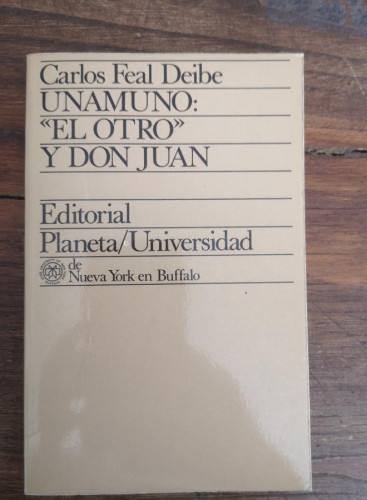 Carlos Feal Deibe
UNAMUNO:
«EL OTRO»
Y DON JUAN
Editorial
Planeta/Universidad
de
Nueva York en Buffalo